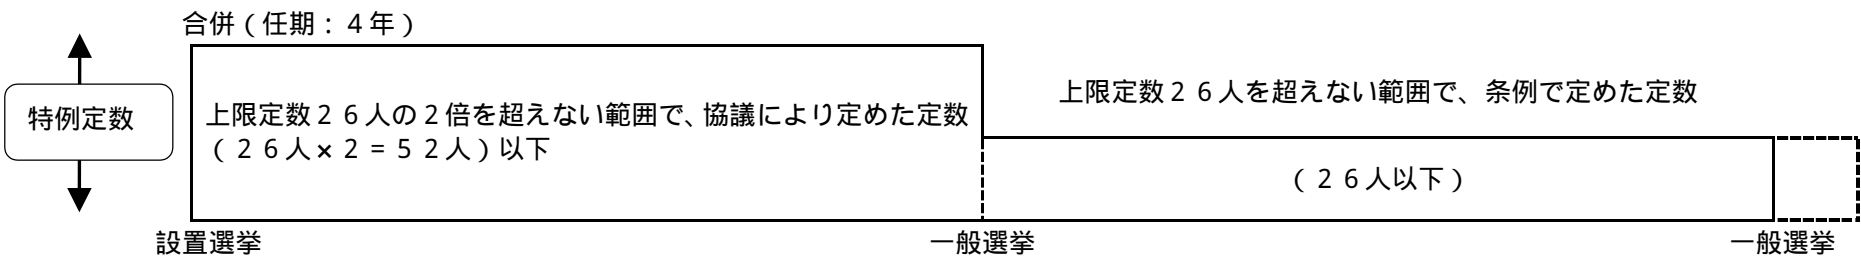 合併（任期：４年）
特例定数
上限定数２６人の２倍を超えない範囲で、協議により定めた定数
（２６人×２＝５２人）以下
上限定数２６人を超えない範囲で、条例で定めた定数
（２６人以下）
設置選挙
一般選挙
一般選挙